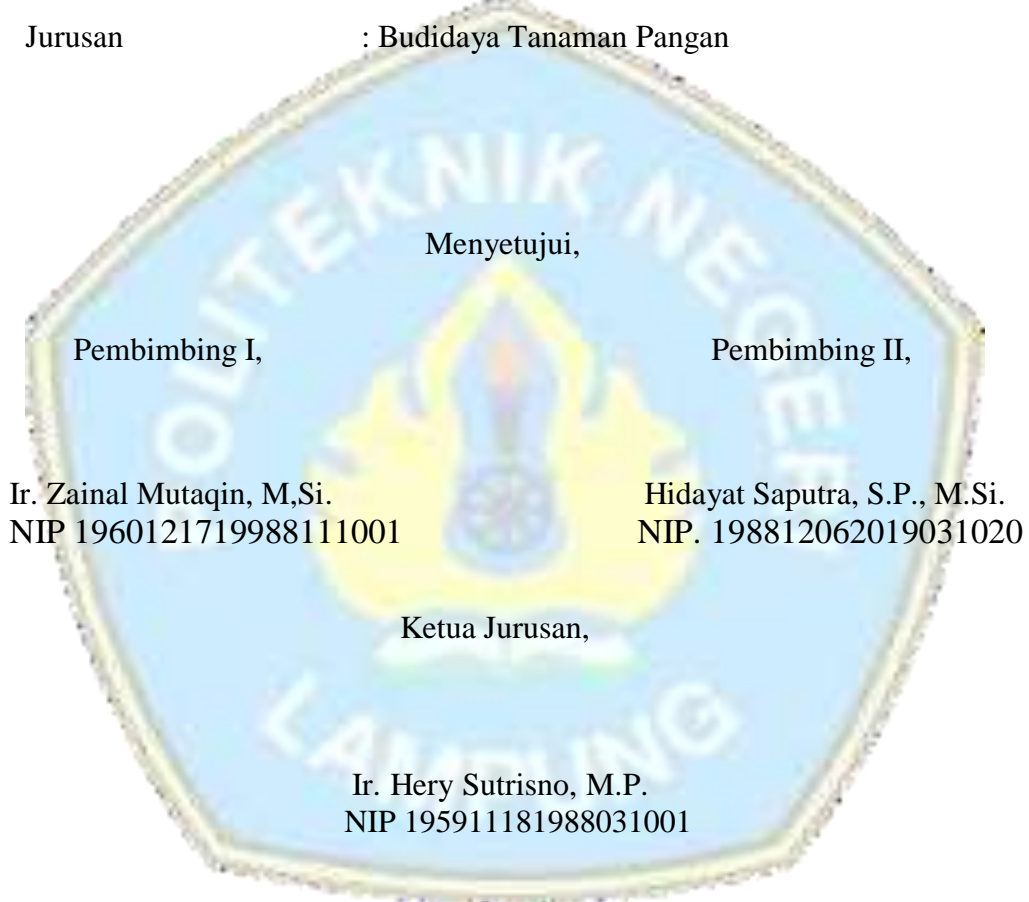 Jurusan : Budidaya Tanaman Pangan
POLITEKNIK NEGERI
Menyetujui,
Pembimbing I, Pembimbing II,
Ir. Zainal Mutaqin, M,Si. Hidayat Saputra, S.P., M.Si.
NIP 1960121719988111001 NIP. 198812062019031020
Ketua Jurusan,
LAMPUNG
Ir. Hery Sutrisno, M.P.
NIP 195911181988031001